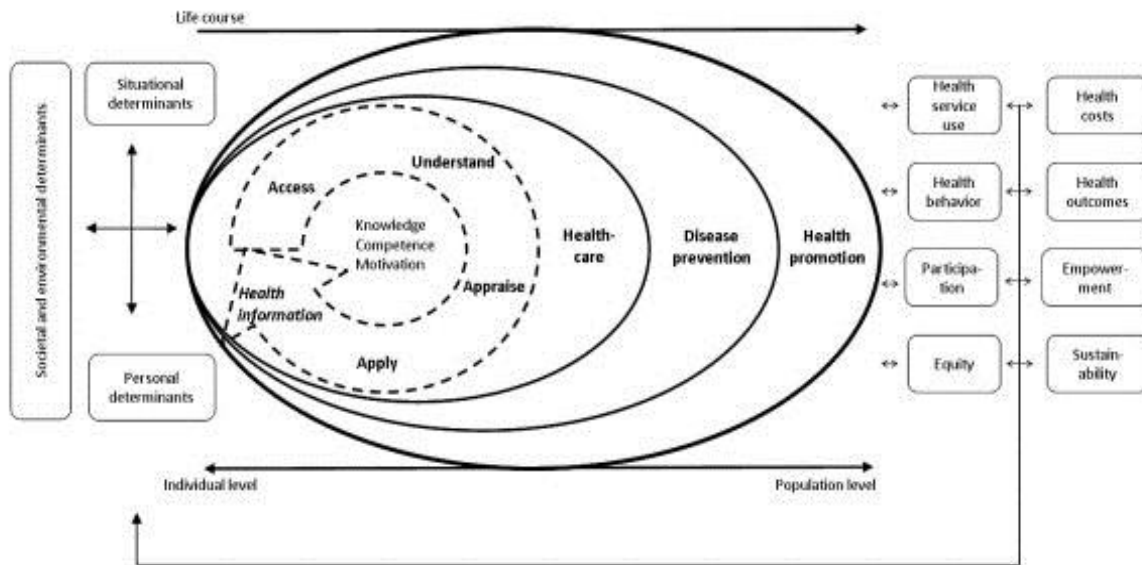 Life course
Societal and environmental determinants
Situational
determinants
Personal
determinants
Access
Understand
Knowledge
Competence
Motivation
Health
information
Appraise
Apply
Health-
care
Disease
prevention
Health
promotion
Individual level
Population level
Health
service
use
Health
costs
Health
behavior
Health
outcomes
Participa-
tion
Empower-
ment
Equity
Sustain-
ability